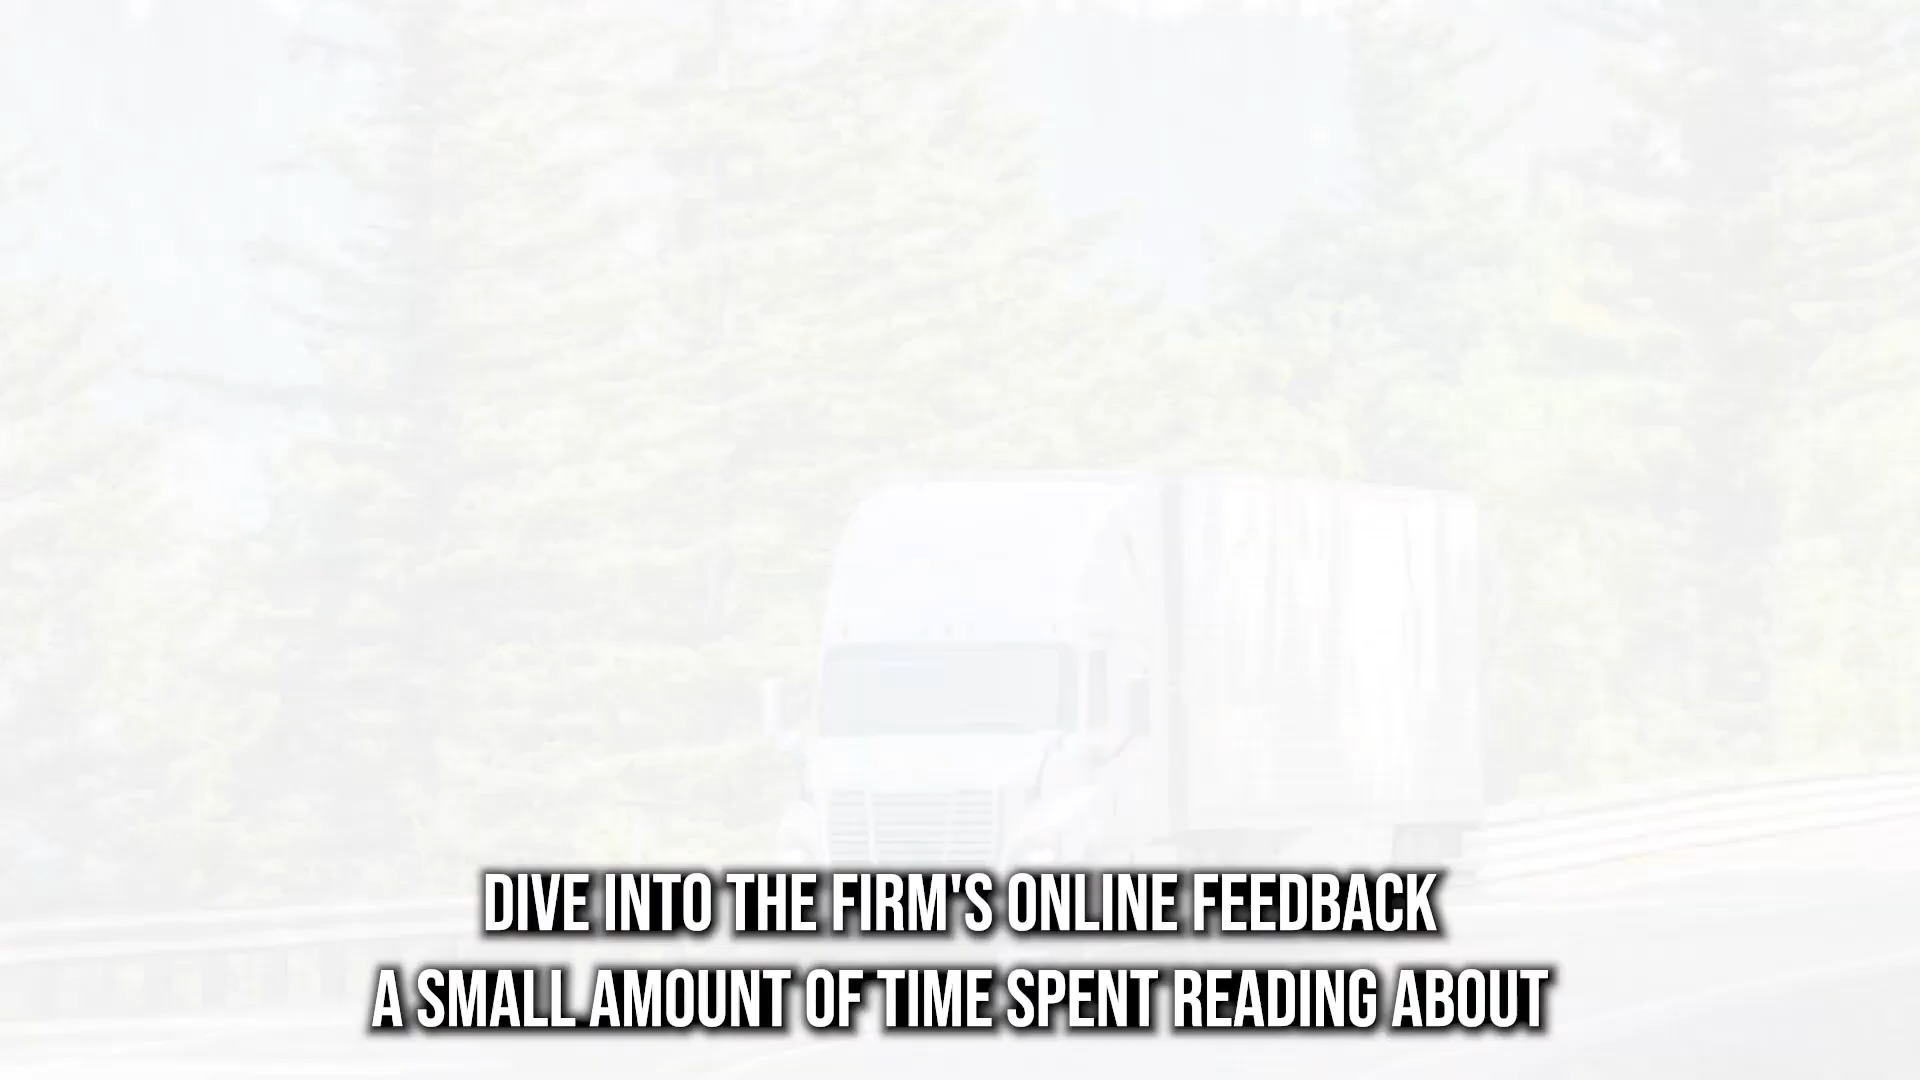 DIVE INTO THE FIRM'S ONLINE FEEDBACK
A SMALL AMOUNT OF TIME SPENT READING ABOUT